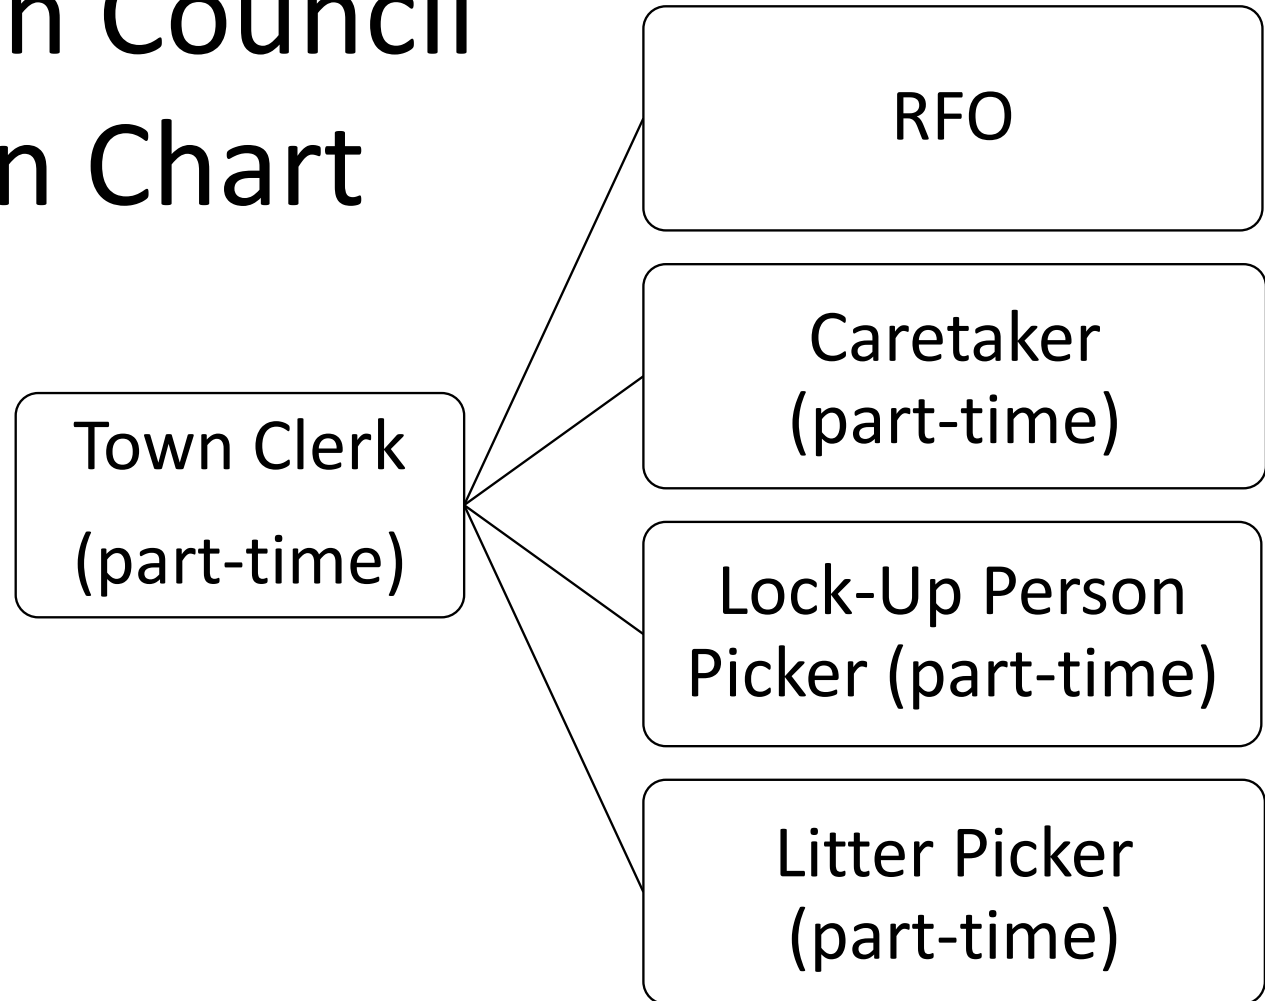 n Council
n Chart
Town Clerk
(part-time)
RFO
Caretaker
(part-time)
Lock-Up Person
Picker (part-time)
Litter Picker
(part-time)